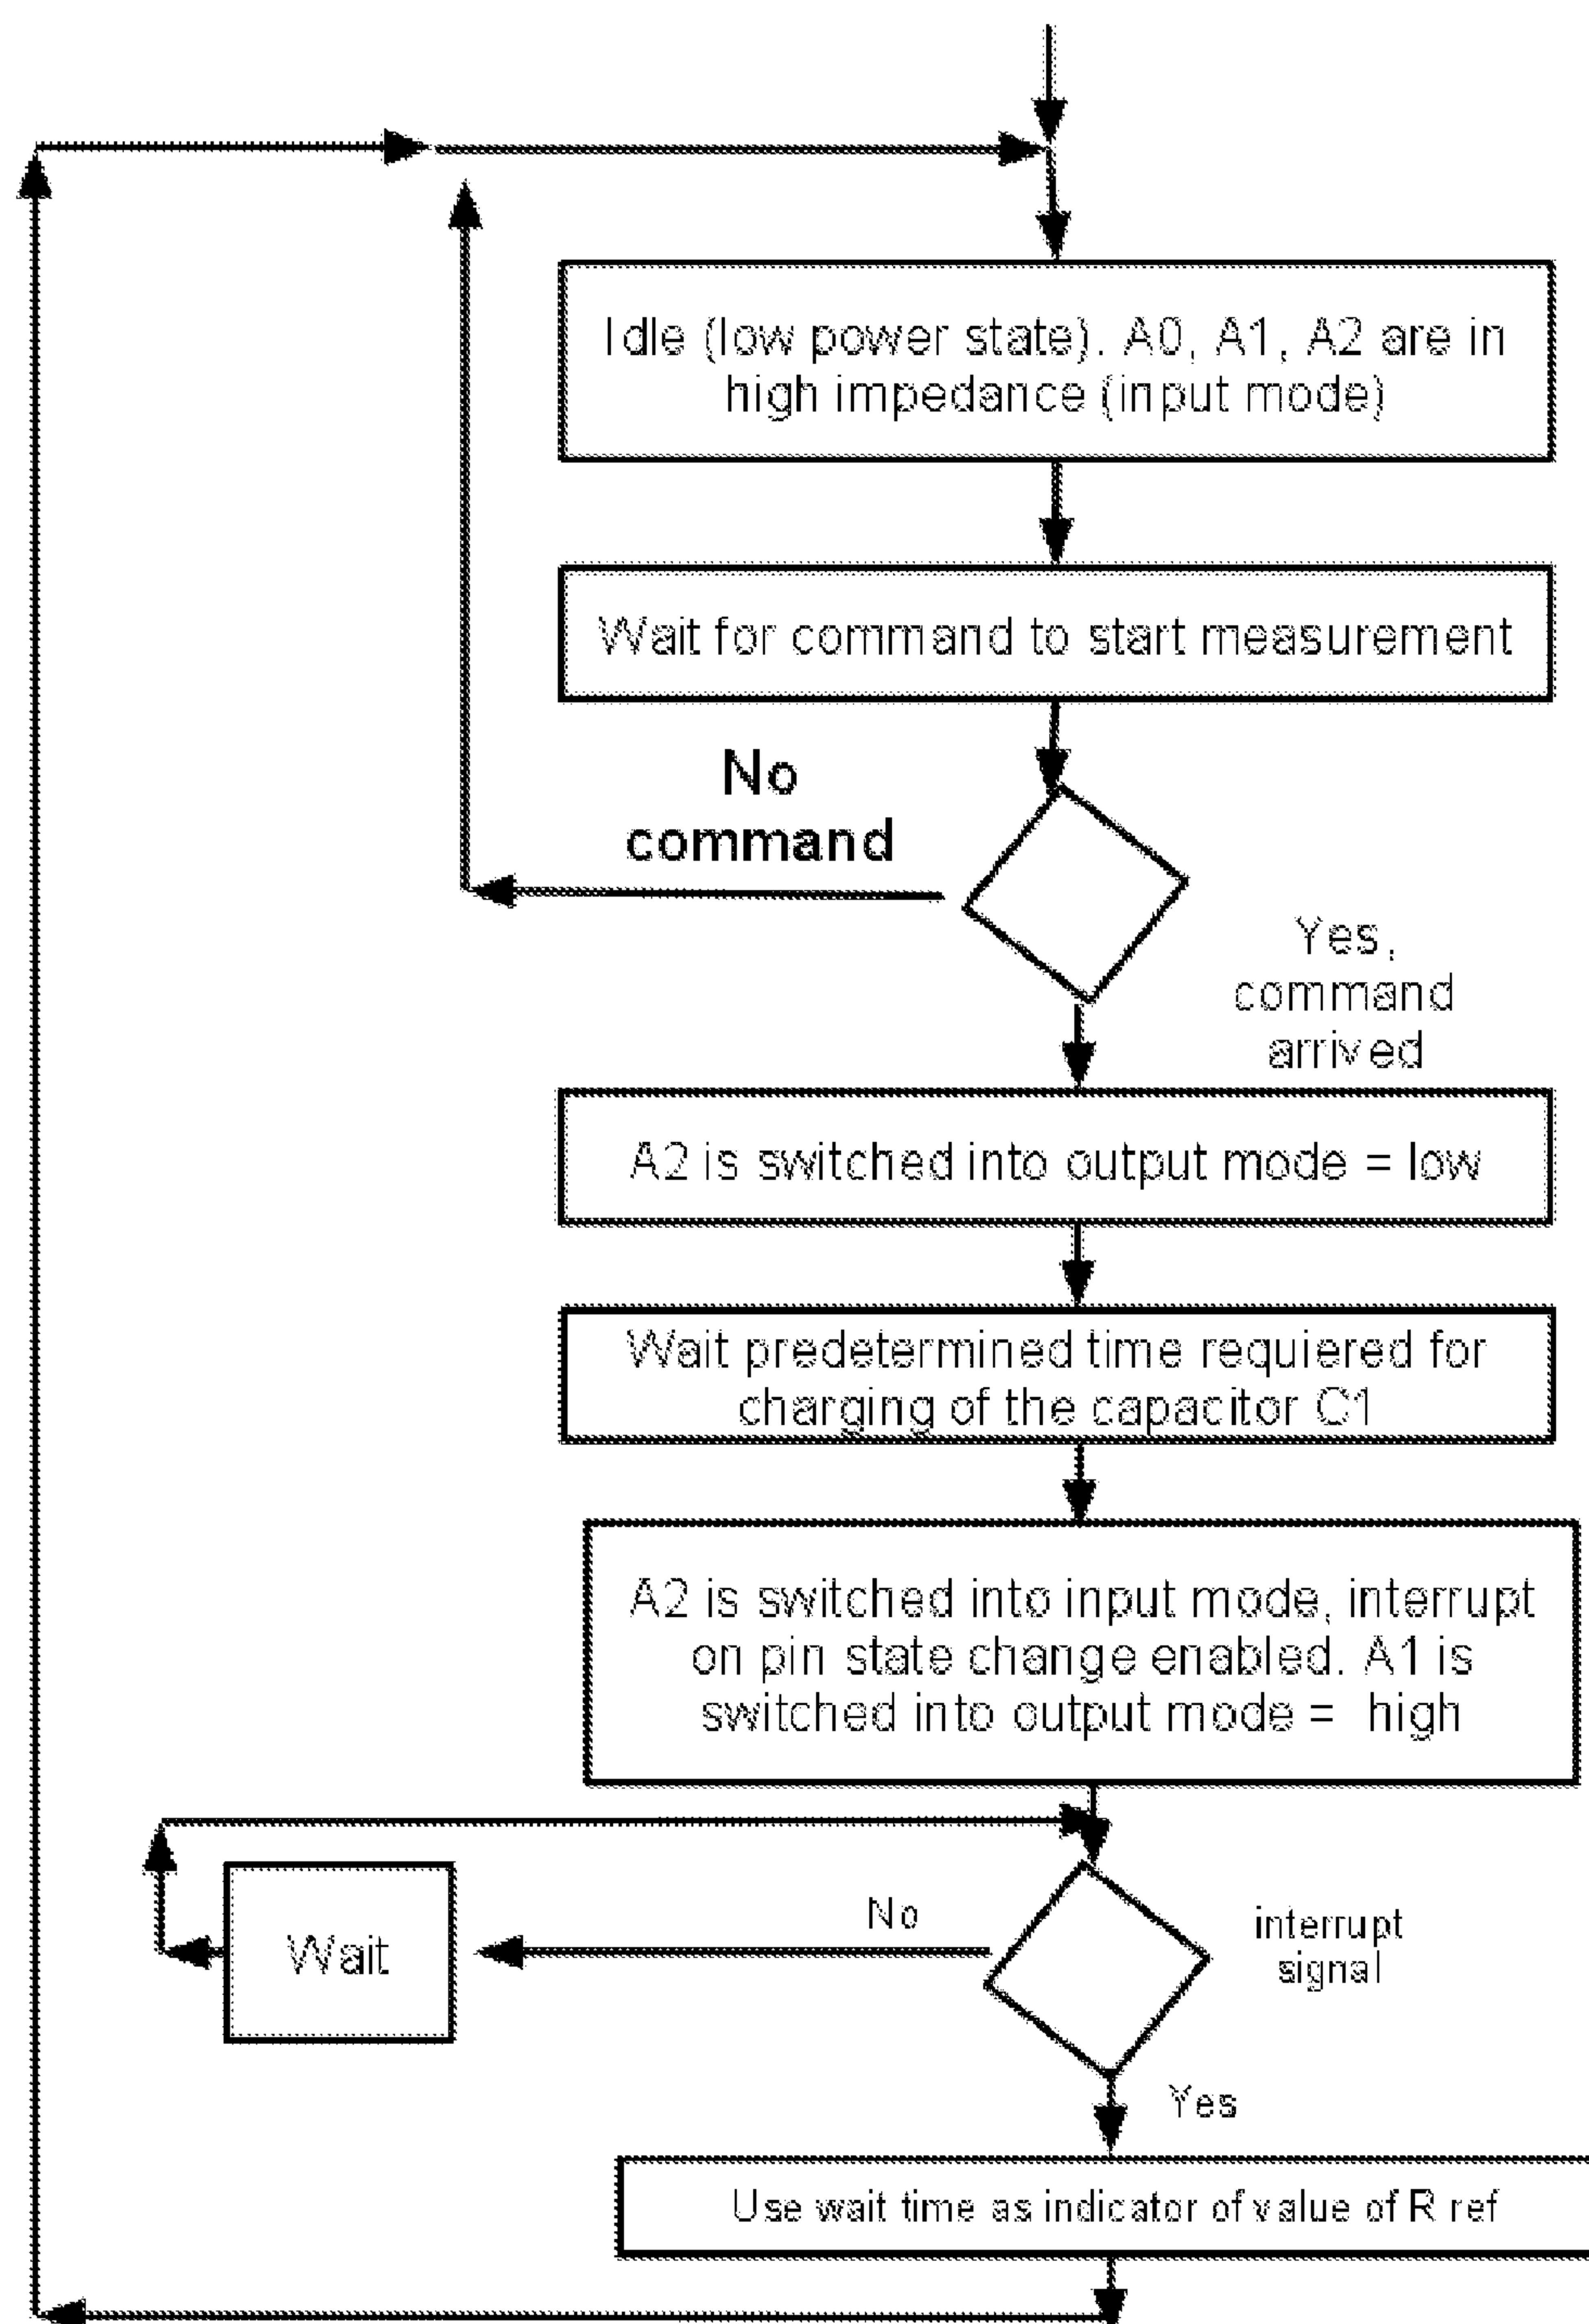 Idle (low power state). A0, A1, A2 are in
high impedance (input mode)
Wait for command to start measurement
No
command
Yes,
command
arrived
A2 is switched into output mode = low
Wait predetermined time requiered for
charging of the capacitor C1
A2 is switched into input mode, interrupt
on pin state change enabled. A1 is
switched into output mode = high
No
interrupt
signal
Wait
Yes
Use wait time as indicator of value of R ref